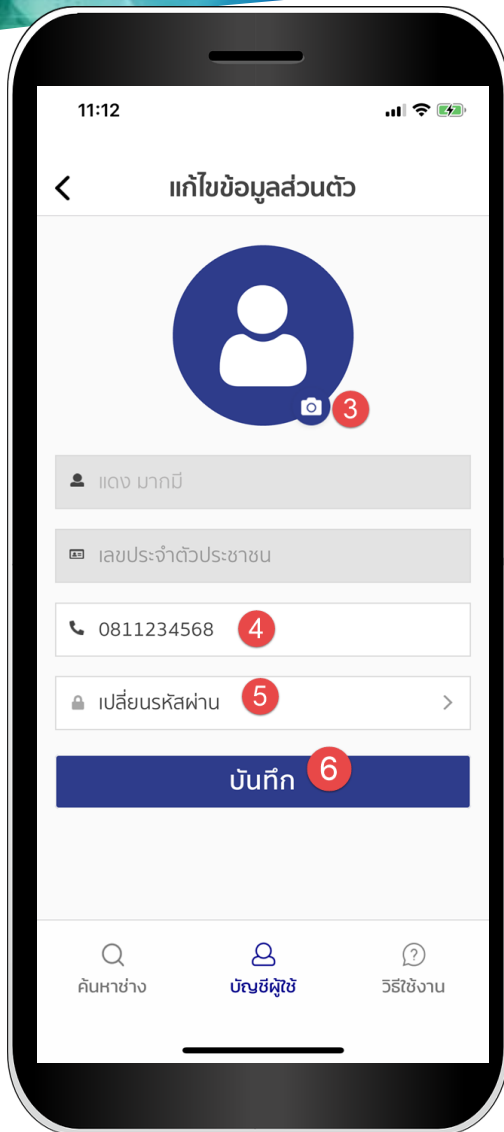 11:12
แก้ไขข้อมูลส่วนตัว
3
แดง มากมี
เลขประจำตัวประชาชน
0811234568 4
เปลี่ยนรหัสผ่าน 5
บันทึก 6
ค้นหาช่าง บัญชีผู้ใช้ วิธีใช้งาน